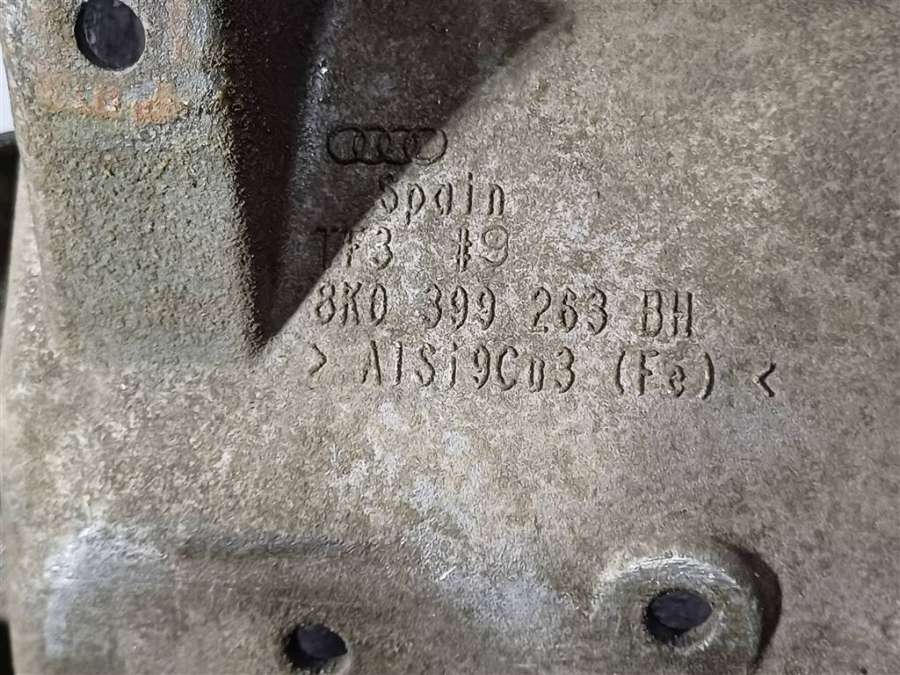 Spain
TF3 #9
8K0 399 263 BH
> AlSi9Cu3 (Fe) <